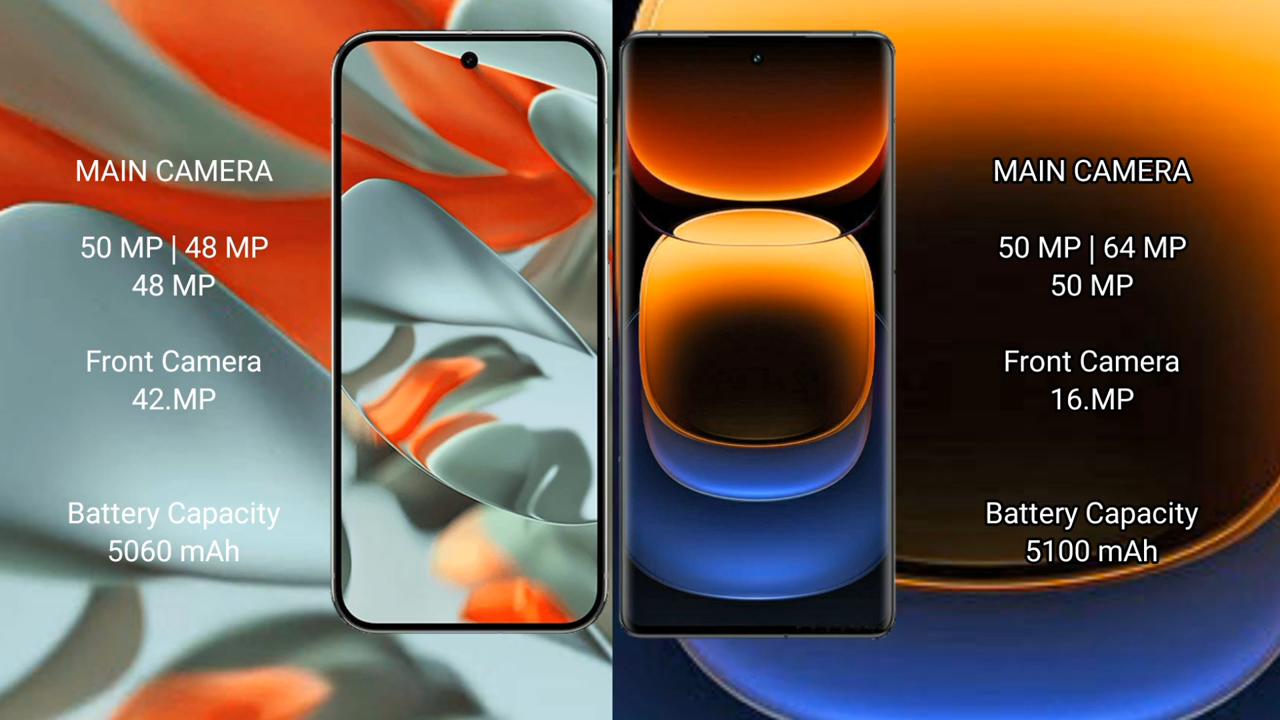 MAIN CAMERA
50 MP | 48 MP
48 MP
Front Camera
42.MP
Battery Capacity
5060 mAh
MAIN CAMERA
50 MP | 64 MP
50 MP
Front Camera
16.MP
Battery Capacity
5100 mAh